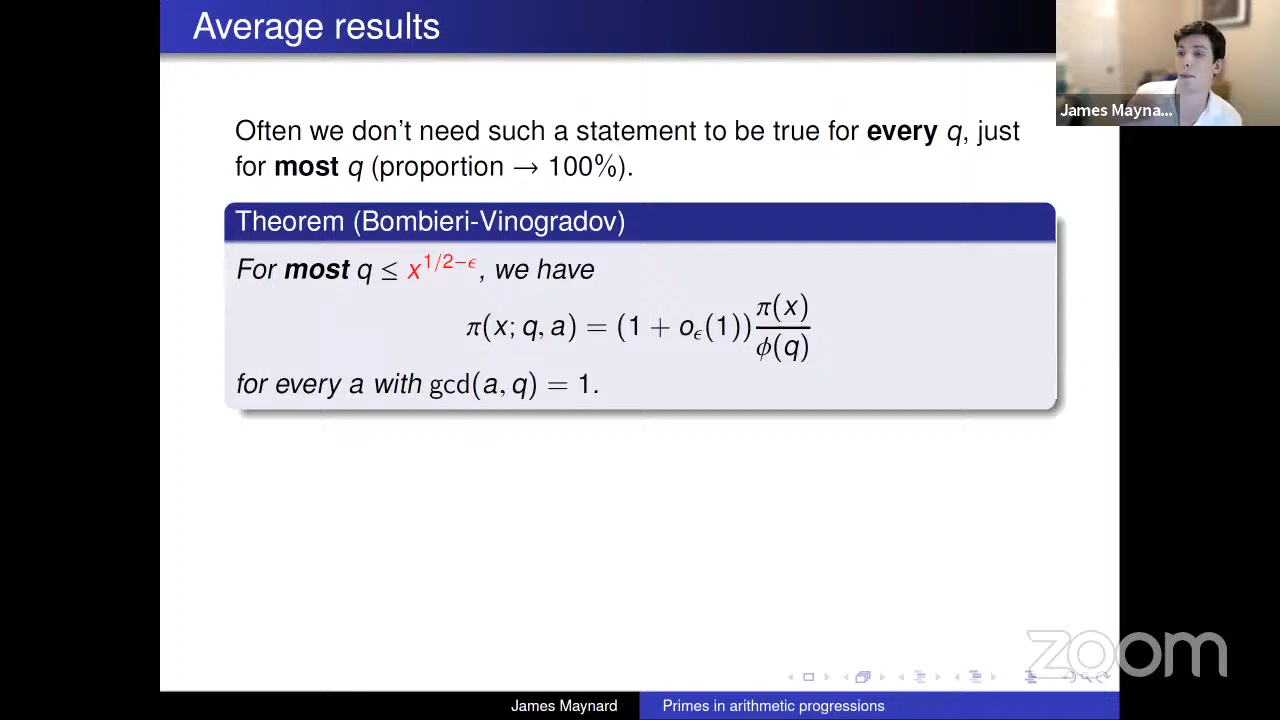 Average results
James Mayna...
Often we don't need such a statement to be true for every q, just
for most q (proportion → 100%).
Theorem (Bombieri-Vinogradov)
For most q ≤ x^{1/2−ϵ}, we have
π(x; q, a) = (1 + o_ϵ(1)) π(x)/ϕ(q)
for every a with gcd(a, q) = 1.
zoom
James Maynard Primes in arithmetic progressions